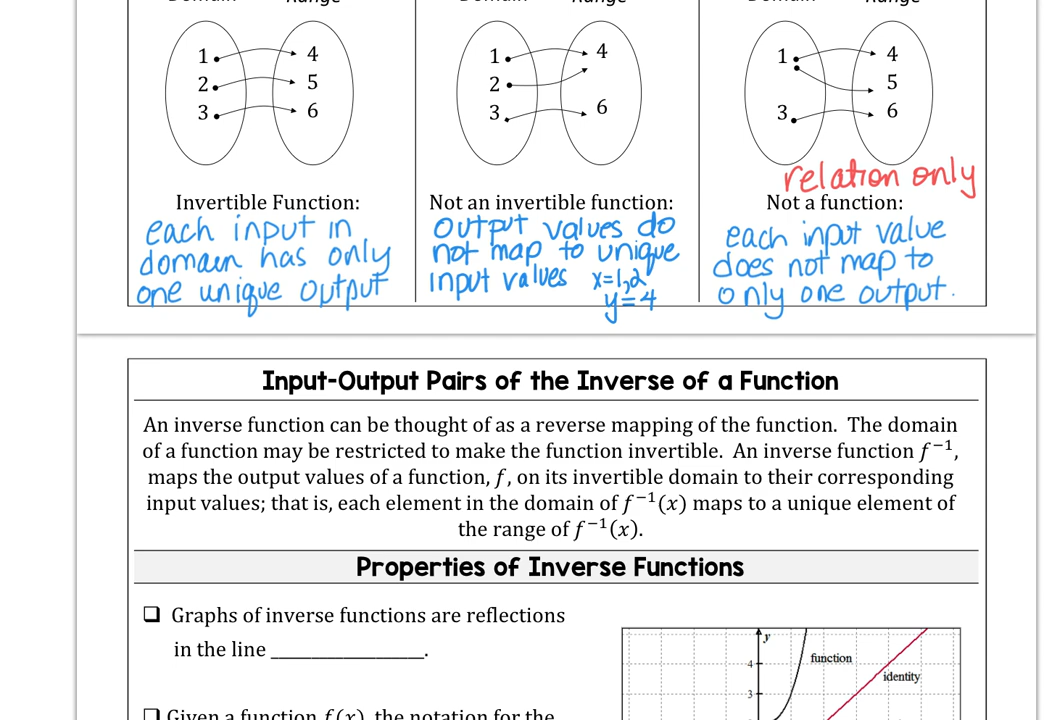 1 4
2 5
3 6
1 4
2
3 6
1 4
5
3 6
relation only
Invertible Function:
each input in
domain has only
one unique output
Not an invertible function:
output values do
not map to unique
input values x=1,2
y=4
Not a function:
each input value
does not map to
only one output.
Input-Output Pairs of the Inverse of a Function
An inverse function can be thought of as a reverse mapping of the function. The domain
of a function may be restricted to make the function invertible. An inverse function f⁻¹,
maps the output values of a function, f, on its invertible domain to their corresponding
input values; that is, each element in the domain of f⁻¹(x) maps to a unique element of
the range of f⁻¹(x).
Properties of Inverse Functions
❑ Graphs of inverse functions are reflections
in the line _______________.
y
function
4
identity
3
❑ Given a function f(x), the notation for the